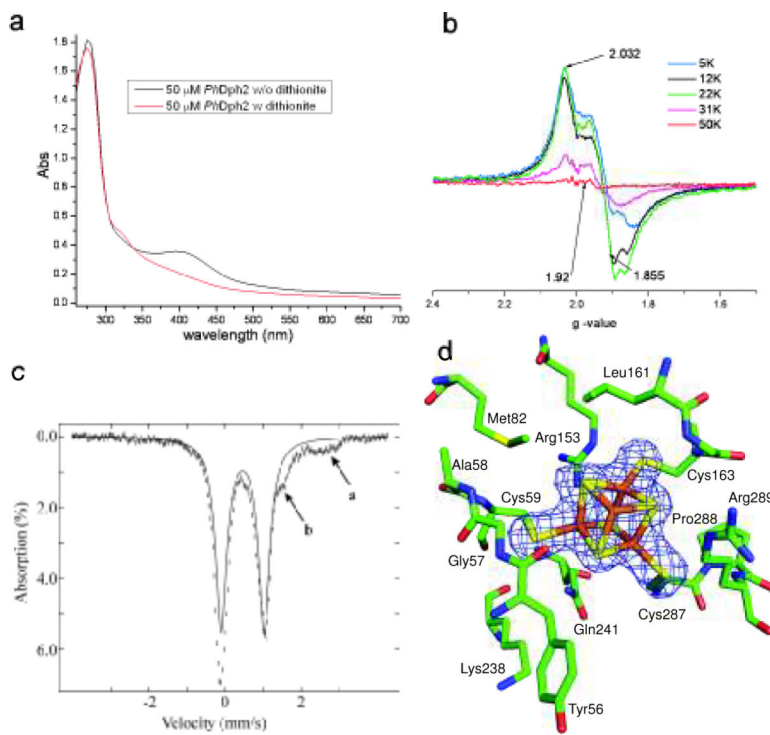 a
Abs
1.8
1.6
1.4
1.2
1.0
0.8
0.6
0.4
0.2
0.0
50 μM PhDph2 w/o dithionite
50 μM PhDph2 w dithionite
300 350 400 450 500 550 600 650 700
wavelength (nm)
b
2.032
5K
12K
22K
31K
50K
1.92
1.855
2.4 2.2 2.0 1.8 1.6
g -value
c
Absorption (%)
0.0
2.0
4.0
6.0
a
b
-2 0 2
Velocity (mm/s)
d
Leu161
Met82
Arg153
Ala58
Cys163
Cys59
Arg289
Pro288
Gly57
Cys287
Gln241
Lys238
Tyr56